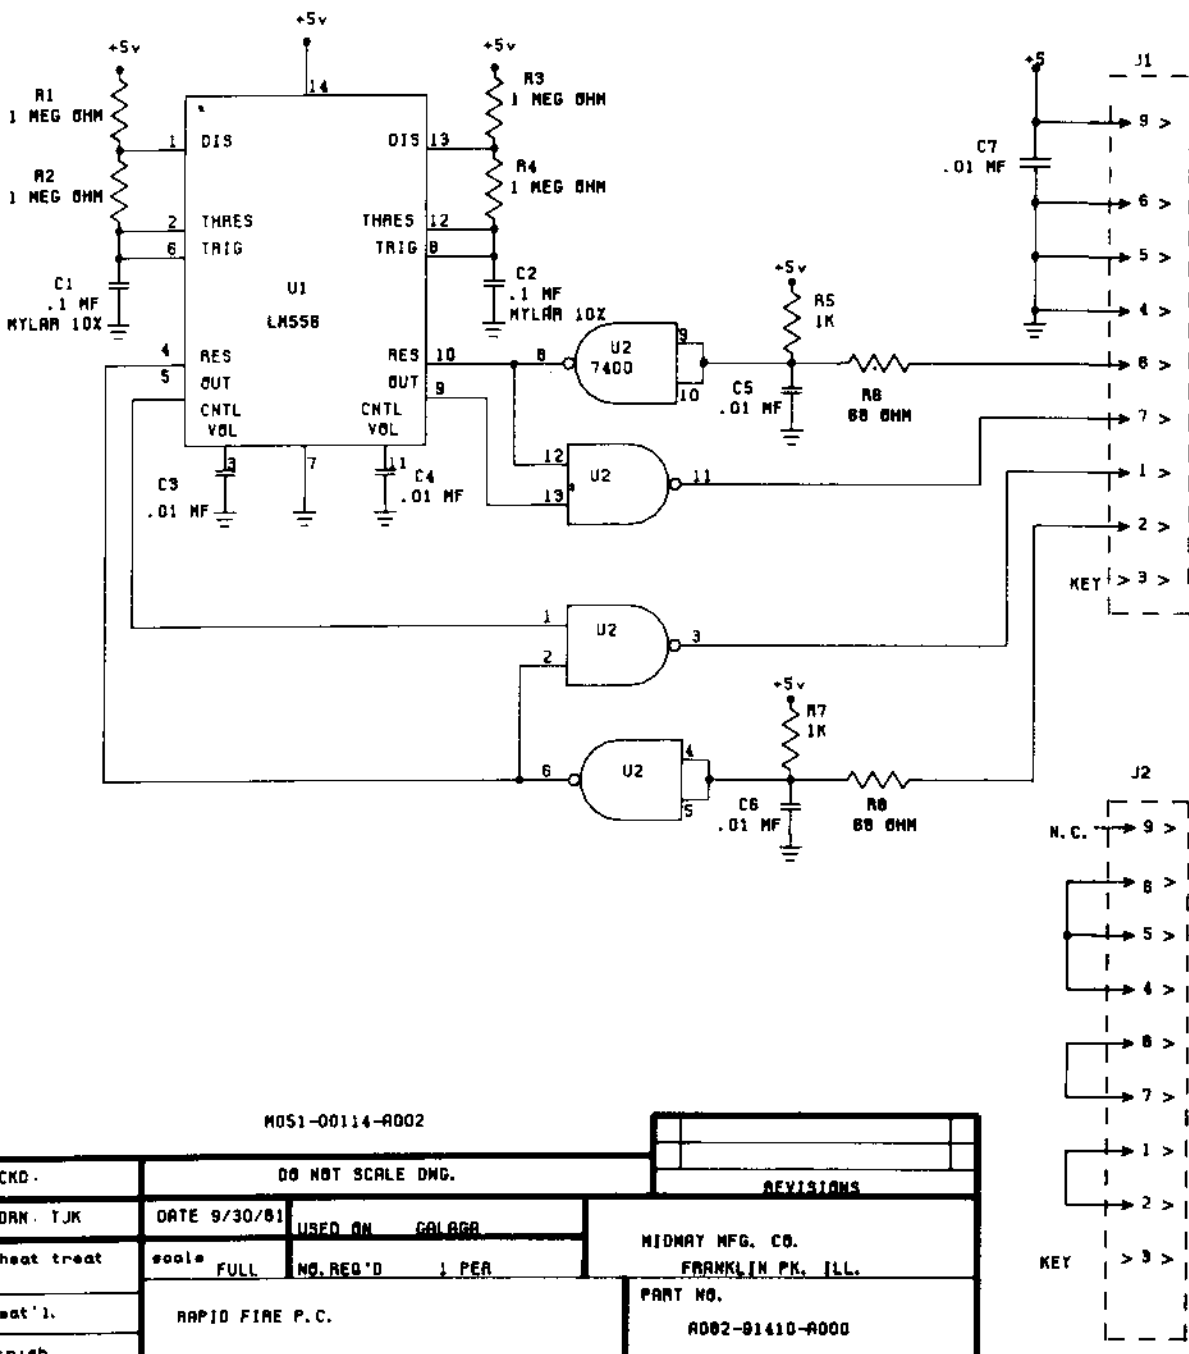 +5v
+5v
+5v
+5
J1
14
R1
1 MEG OHM
R3
1 MEG OHM
1
DIS
DIS
13
R2
1 MEG OHM
R4
1 MEG OHM
2
THRES
THRES
12
6
TRIG
TRIG
8
C1
.1 MF
MYLAR 10%
U1
LM556
C2
.1 MF
MYLAR 10%
4
RES
RES
10
5
OUT
OUT
9
CNTL
VOL
CNTL
VOL
3
7
11
C3
.01 MF
C4
.01 MF
8
U2
7400
9
10
+5v
R5
1K
C5
.01 MF
R6
68 OHM
12
13
U2
11
1
2
U2
3
+5v
R7
1K
6
U2
4
5
C6
.01 MF
R8
68 OHM
C7
.01 MF
9 >
6 >
5 >
4 >
8 >
7 >
1 >
2 >
KEY > 3 >
J2
N.C. 9 >
6 >
5 >
4 >
8 >
7 >
1 >
2 >
KEY > 3 >
M051-00114-A002
CKD.
DO NOT SCALE DWG.
REVISIONS
DRN. TJK
DATE 9/30/81
USED ON GALAGA
MIDWAY MFG. CO.
FRANKLIN PK. ILL.
heat treat
scale FULL
NO. REQ'D 1 PER
mat'l.
RAPID FIRE P.C.
PART NO.
A082-91410-A000